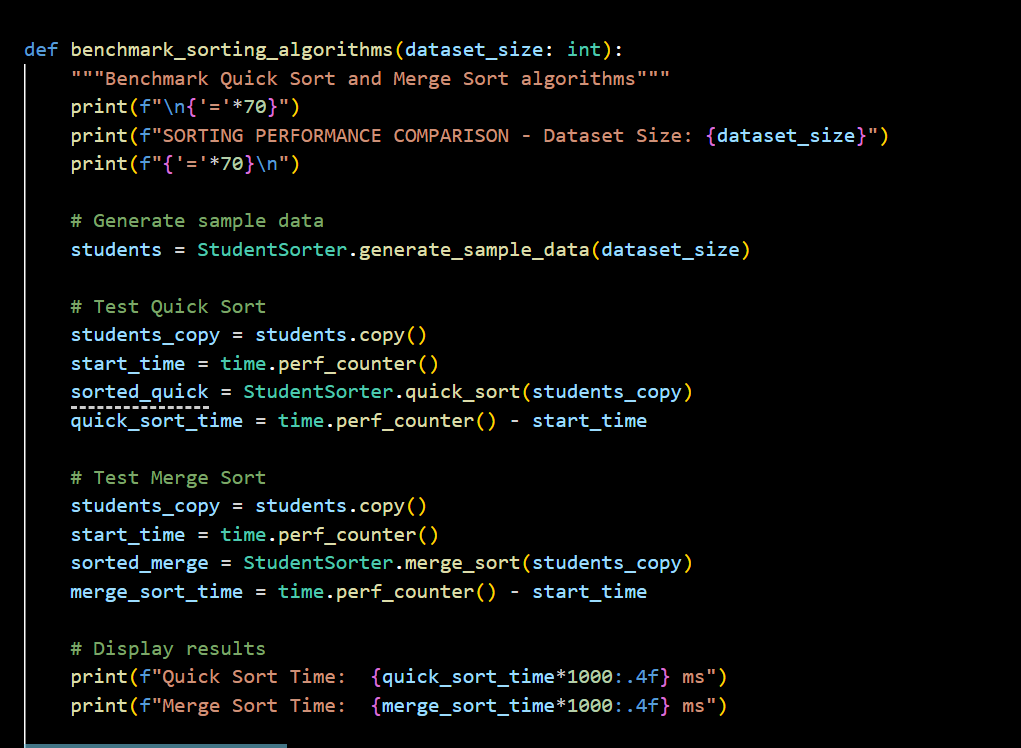 def benchmark_sorting_algorithms(dataset_size: int):
    """Benchmark Quick Sort and Merge Sort algorithms"""
    print(f"\n{'='*70}")
    print(f"SORTING PERFORMANCE COMPARISON - Dataset Size: {dataset_size}")
    print(f"{'='*70}\n")

    # Generate sample data
    students = StudentSorter.generate_sample_data(dataset_size)

    # Test Quick Sort
    students_copy = students.copy()
    start_time = time.perf_counter()
    sorted_quick = StudentSorter.quick_sort(students_copy)
    quick_sort_time = time.perf_counter() - start_time

    # Test Merge Sort
    students_copy = students.copy()
    start_time = time.perf_counter()
    sorted_merge = StudentSorter.merge_sort(students_copy)
    merge_sort_time = time.perf_counter() - start_time

    # Display results
    print(f"Quick Sort Time:  {quick_sort_time*1000:.4f} ms")
    print(f"Merge Sort Time:  {merge_sort_time*1000:.4f} ms")